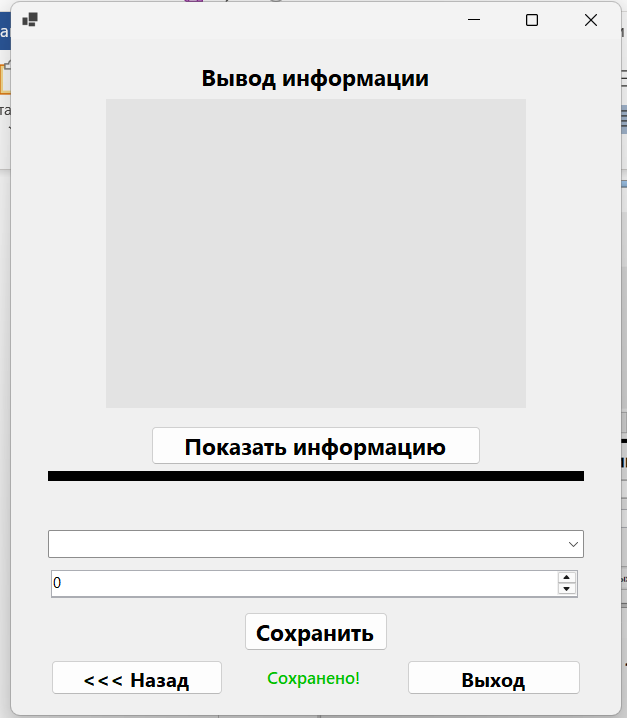 Вывод информации
Показать информацию
0
Сохранить
<<< Назад
Сохранено!
Выход